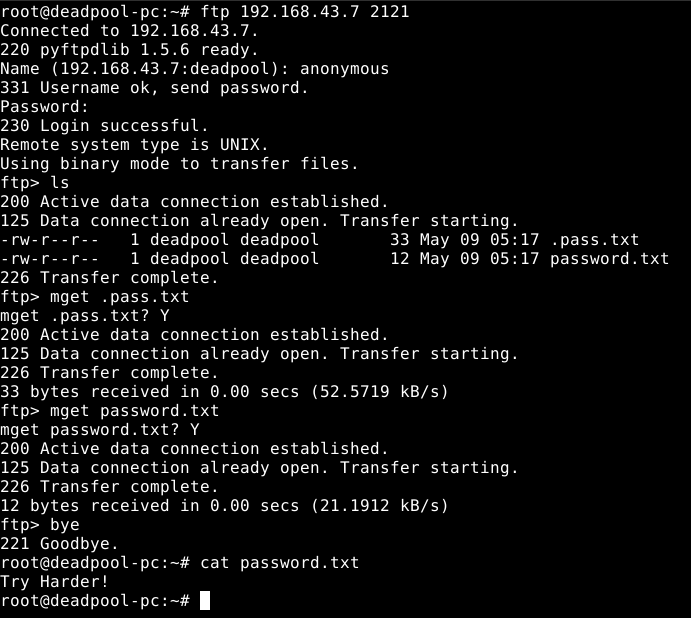 root@deadpool-pc:~# ftp 192.168.43.7 2121
Connected to 192.168.43.7.
220 pyftpdlib 1.5.6 ready.
Name (192.168.43.7:deadpool): anonymous
331 Username ok, send password.
Password:
230 Login successful.
Remote system type is UNIX.
Using binary mode to transfer files.
ftp> ls
200 Active data connection established.
125 Data connection already open. Transfer starting.
-rw-r--r--   1 deadpool deadpool       33 May 09 05:17 .pass.txt
-rw-r--r--   1 deadpool deadpool       12 May 09 05:17 password.txt
226 Transfer complete.
ftp> mget .pass.txt
mget .pass.txt? Y
200 Active data connection established.
125 Data connection already open. Transfer starting.
226 Transfer complete.
33 bytes received in 0.00 secs (52.5719 kB/s)
ftp> mget password.txt
mget password.txt? Y
200 Active data connection established.
125 Data connection already open. Transfer starting.
226 Transfer complete.
12 bytes received in 0.00 secs (21.1912 kB/s)
ftp> bye
221 Goodbye.
root@deadpool-pc:~# cat password.txt
Try Harder!
root@deadpool-pc:~#